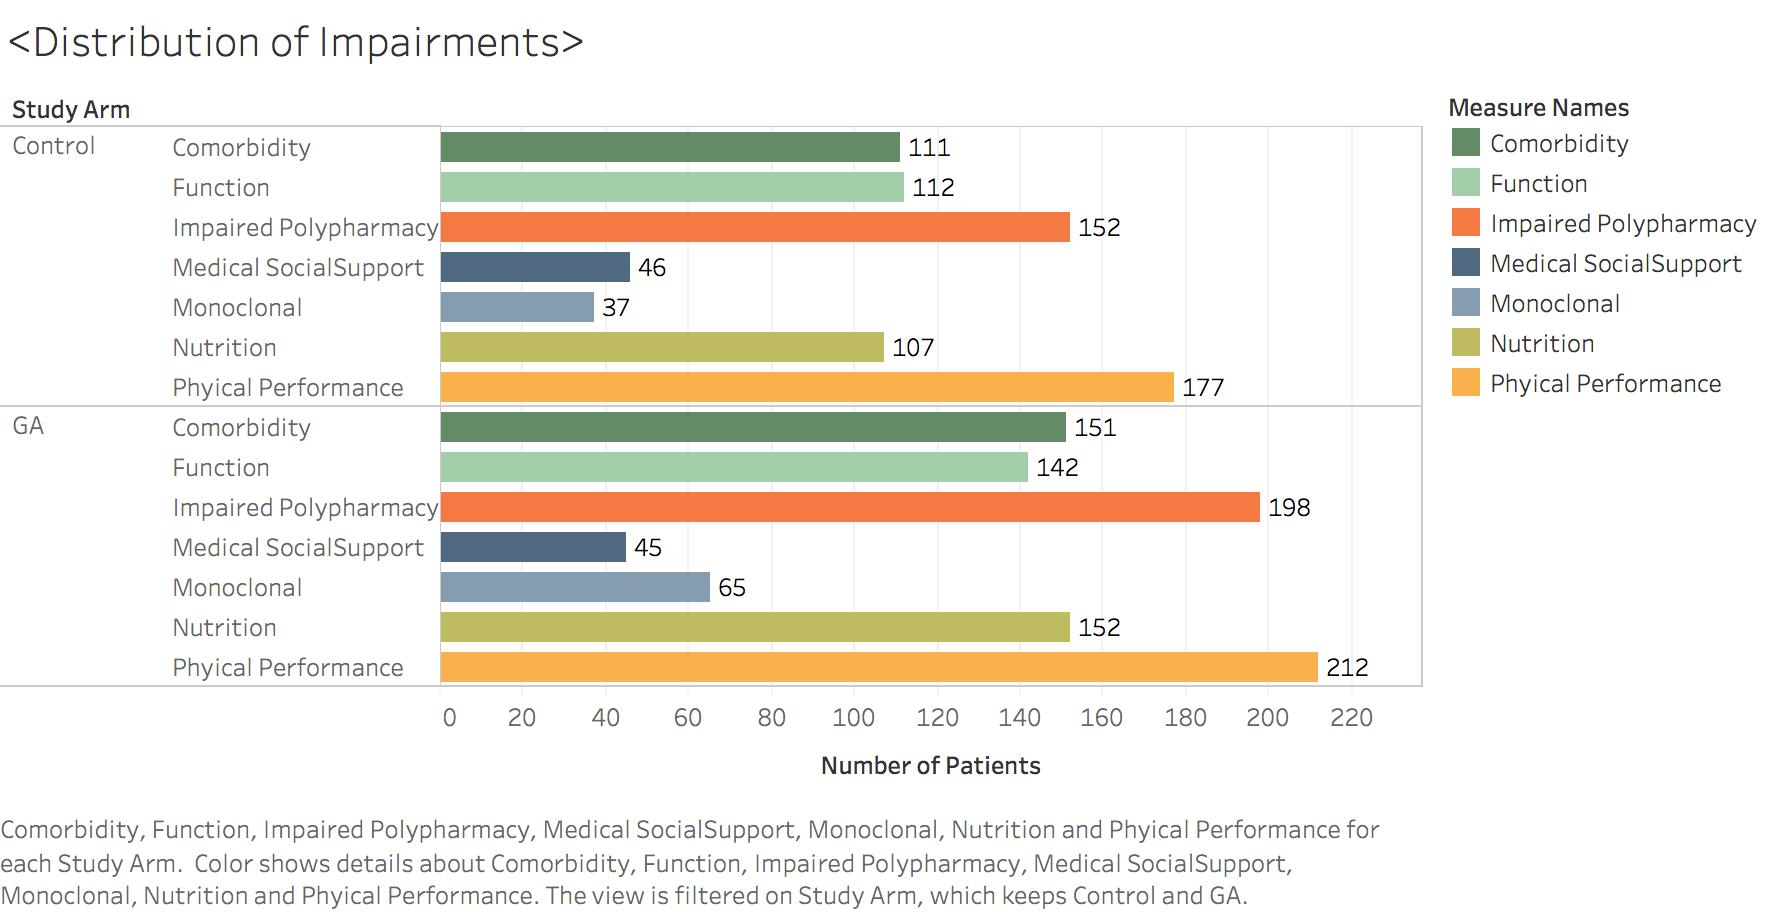 <Distribution of Impairments>
Study Arm
Control
Comorbidity 111
Function 112
Impaired Polypharmacy 152
Medical SocialSupport 46
Monoclonal 37
Nutrition 107
Phyical Performance 177
GA
Comorbidity 151
Function 142
Impaired Polypharmacy 198
Medical SocialSupport 45
Monoclonal 65
Nutrition 152
Phyical Performance 212
0 20 40 60 80 100 120 140 160 180 200 220
Number of Patients
Measure Names
Comorbidity
Function
Impaired Polypharmacy
Medical SocialSupport
Monoclonal
Nutrition
Phyical Performance
Comorbidity, Function, Impaired Polypharmacy, Medical SocialSupport, Monoclonal, Nutrition and Phyical Performance for
each Study Arm.  Color shows details about Comorbidity, Function, Impaired Polypharmacy, Medical SocialSupport,
Monoclonal, Nutrition and Phyical Performance. The view is filtered on Study Arm, which keeps Control and GA.